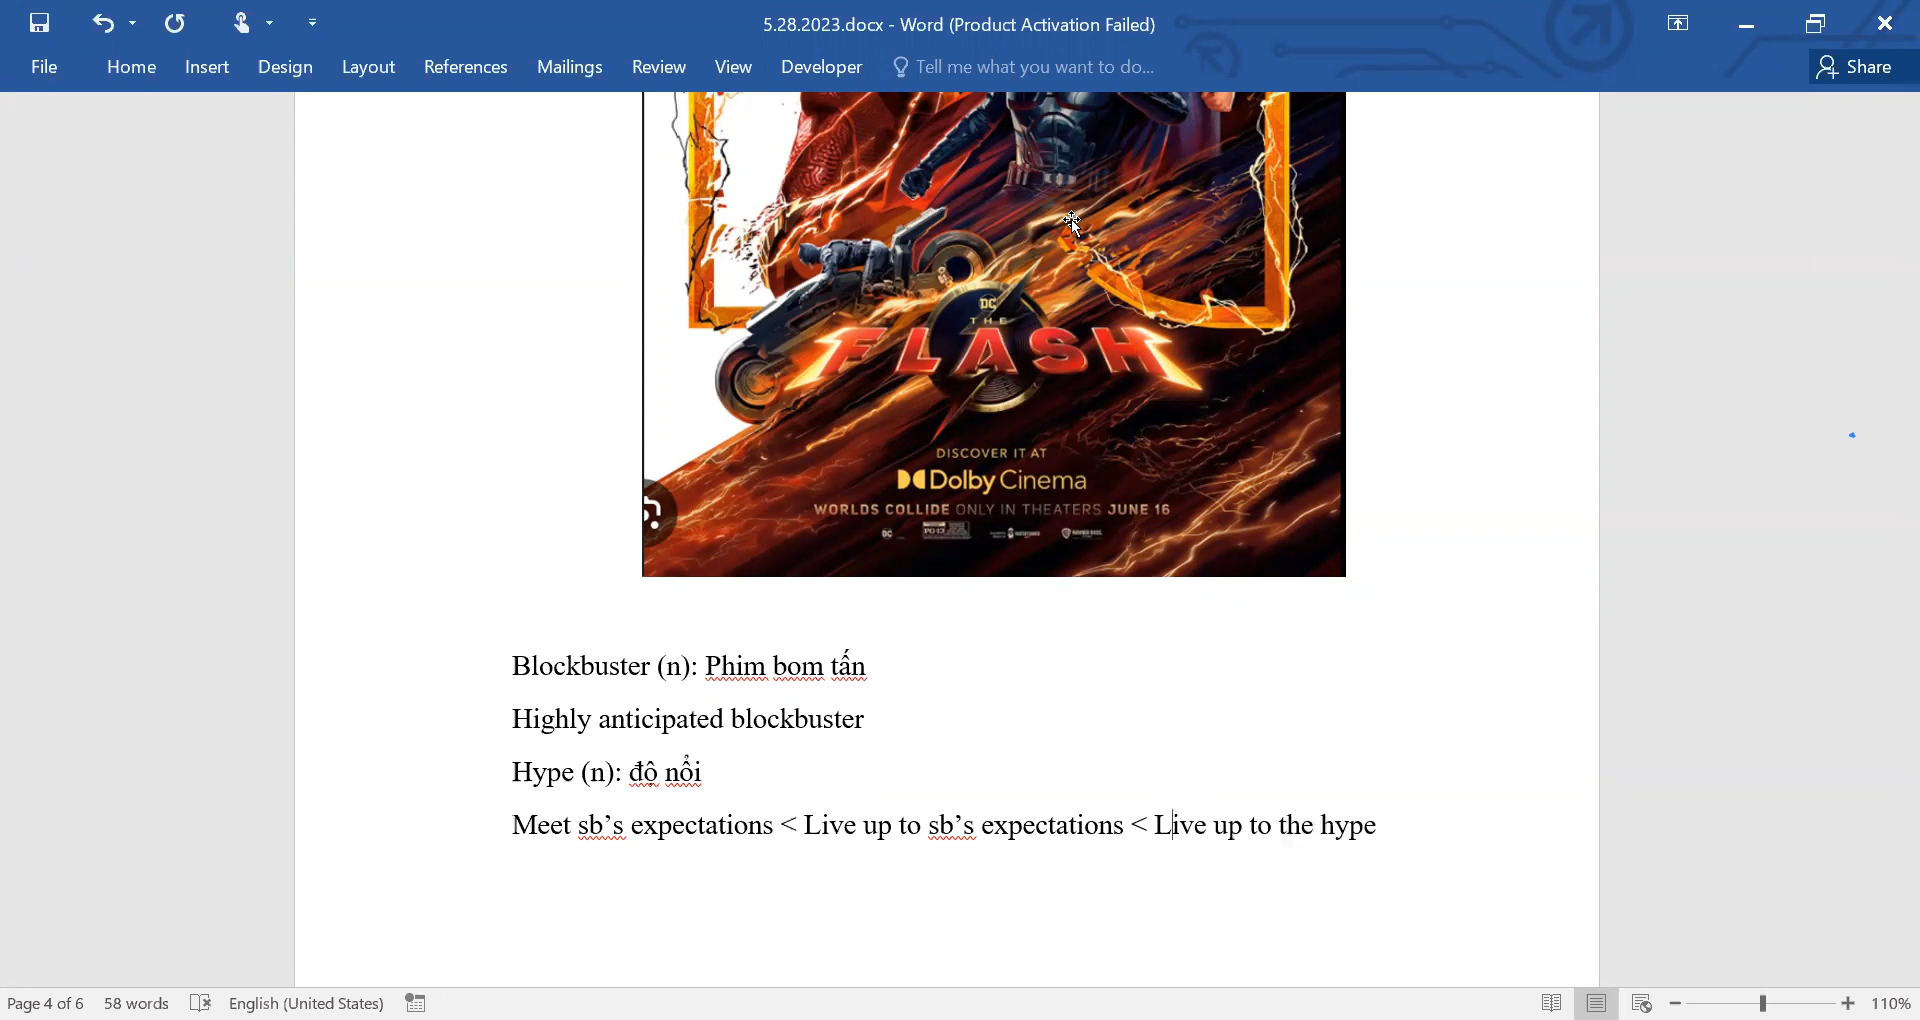 5.28.2023.docx - Word (Product Activation Failed)
File Home Insert Design Layout References Mailings Review View Developer Tell me what you want to do... Share
DC
THE
FLASH
DISCOVER IT AT
Dolby Cinema
WORLDS COLLIDE ONLY IN THEATERS JUNE 16
DC PG-13
Blockbuster (n): Phim bom tấn
Highly anticipated blockbuster
Hype (n): độ nổi
Meet sb’s expectations < Live up to sb’s expectations < Live up to the hype
Page 4 of 6 58 words English (United States) 110%